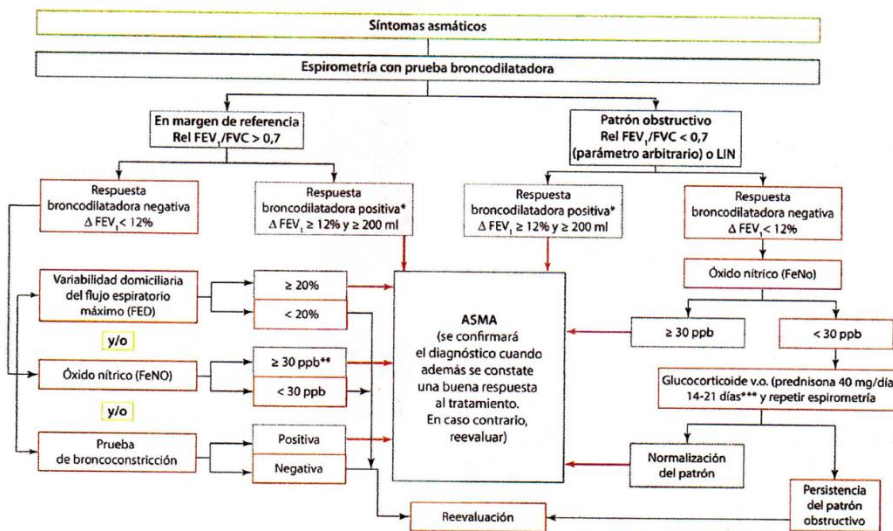 Síntomas asmáticos
Espirometría con prueba broncodilatadora
En margen de referencia
Rel FEV₁/FVC > 0,7
Patrón obstructivo
Rel FEV₁/FVC < 0,7
(parámetro arbitrario) o LIN
Respuesta
broncodilatadora negativa
Δ FEV₁ < 12%
Respuesta
broncodilatadora positiva*
Δ FEV₁ ≥ 12% y ≥ 200 ml
Respuesta
broncodilatadora positiva*
Δ FEV₁ ≥ 12% y ≥ 200 ml
Respuesta
broncodilatadora negativa
Δ FEV₁ < 12%
Variabilidad domiciliaria
del flujo espiratorio
máximo (FED)
≥ 20%
< 20%
y/o
Óxido nítrico (FeNO)
≥ 30 ppb**
< 30 ppb
y/o
Prueba
de broncoconstricción
Positiva
Negativa
ASMA
(se confirmará
el diagnóstico cuando
además se constate
una buena respuesta
al tratamiento.
En caso contrario,
reevaluar)
Óxido nítrico (FeNo)
≥ 30 ppb
< 30 ppb
Glucocorticoide v.o. (prednisona 40 mg/día)
14-21 días*** y repetir espirometría
Normalización
del patrón
Persistencia
del patrón
obstructivo
Reevaluación